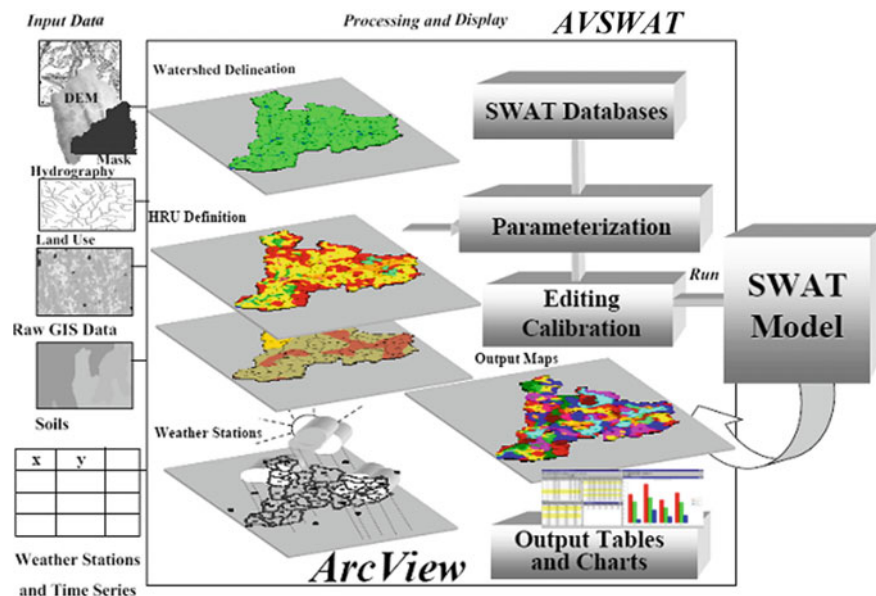 Input Data
Processing and Display
AVSWAT
DEM
Mask
Hydrography
Land Use
Raw GIS Data
Soils
x y
Weather Stations
and Time Series
Watershed Delineation
HRU Definition
Weather Stations
ArcView
SWAT Databases
Parameterization
Editing
Calibration
Run
SWAT
Model
Output Maps
Output Tables
and Charts